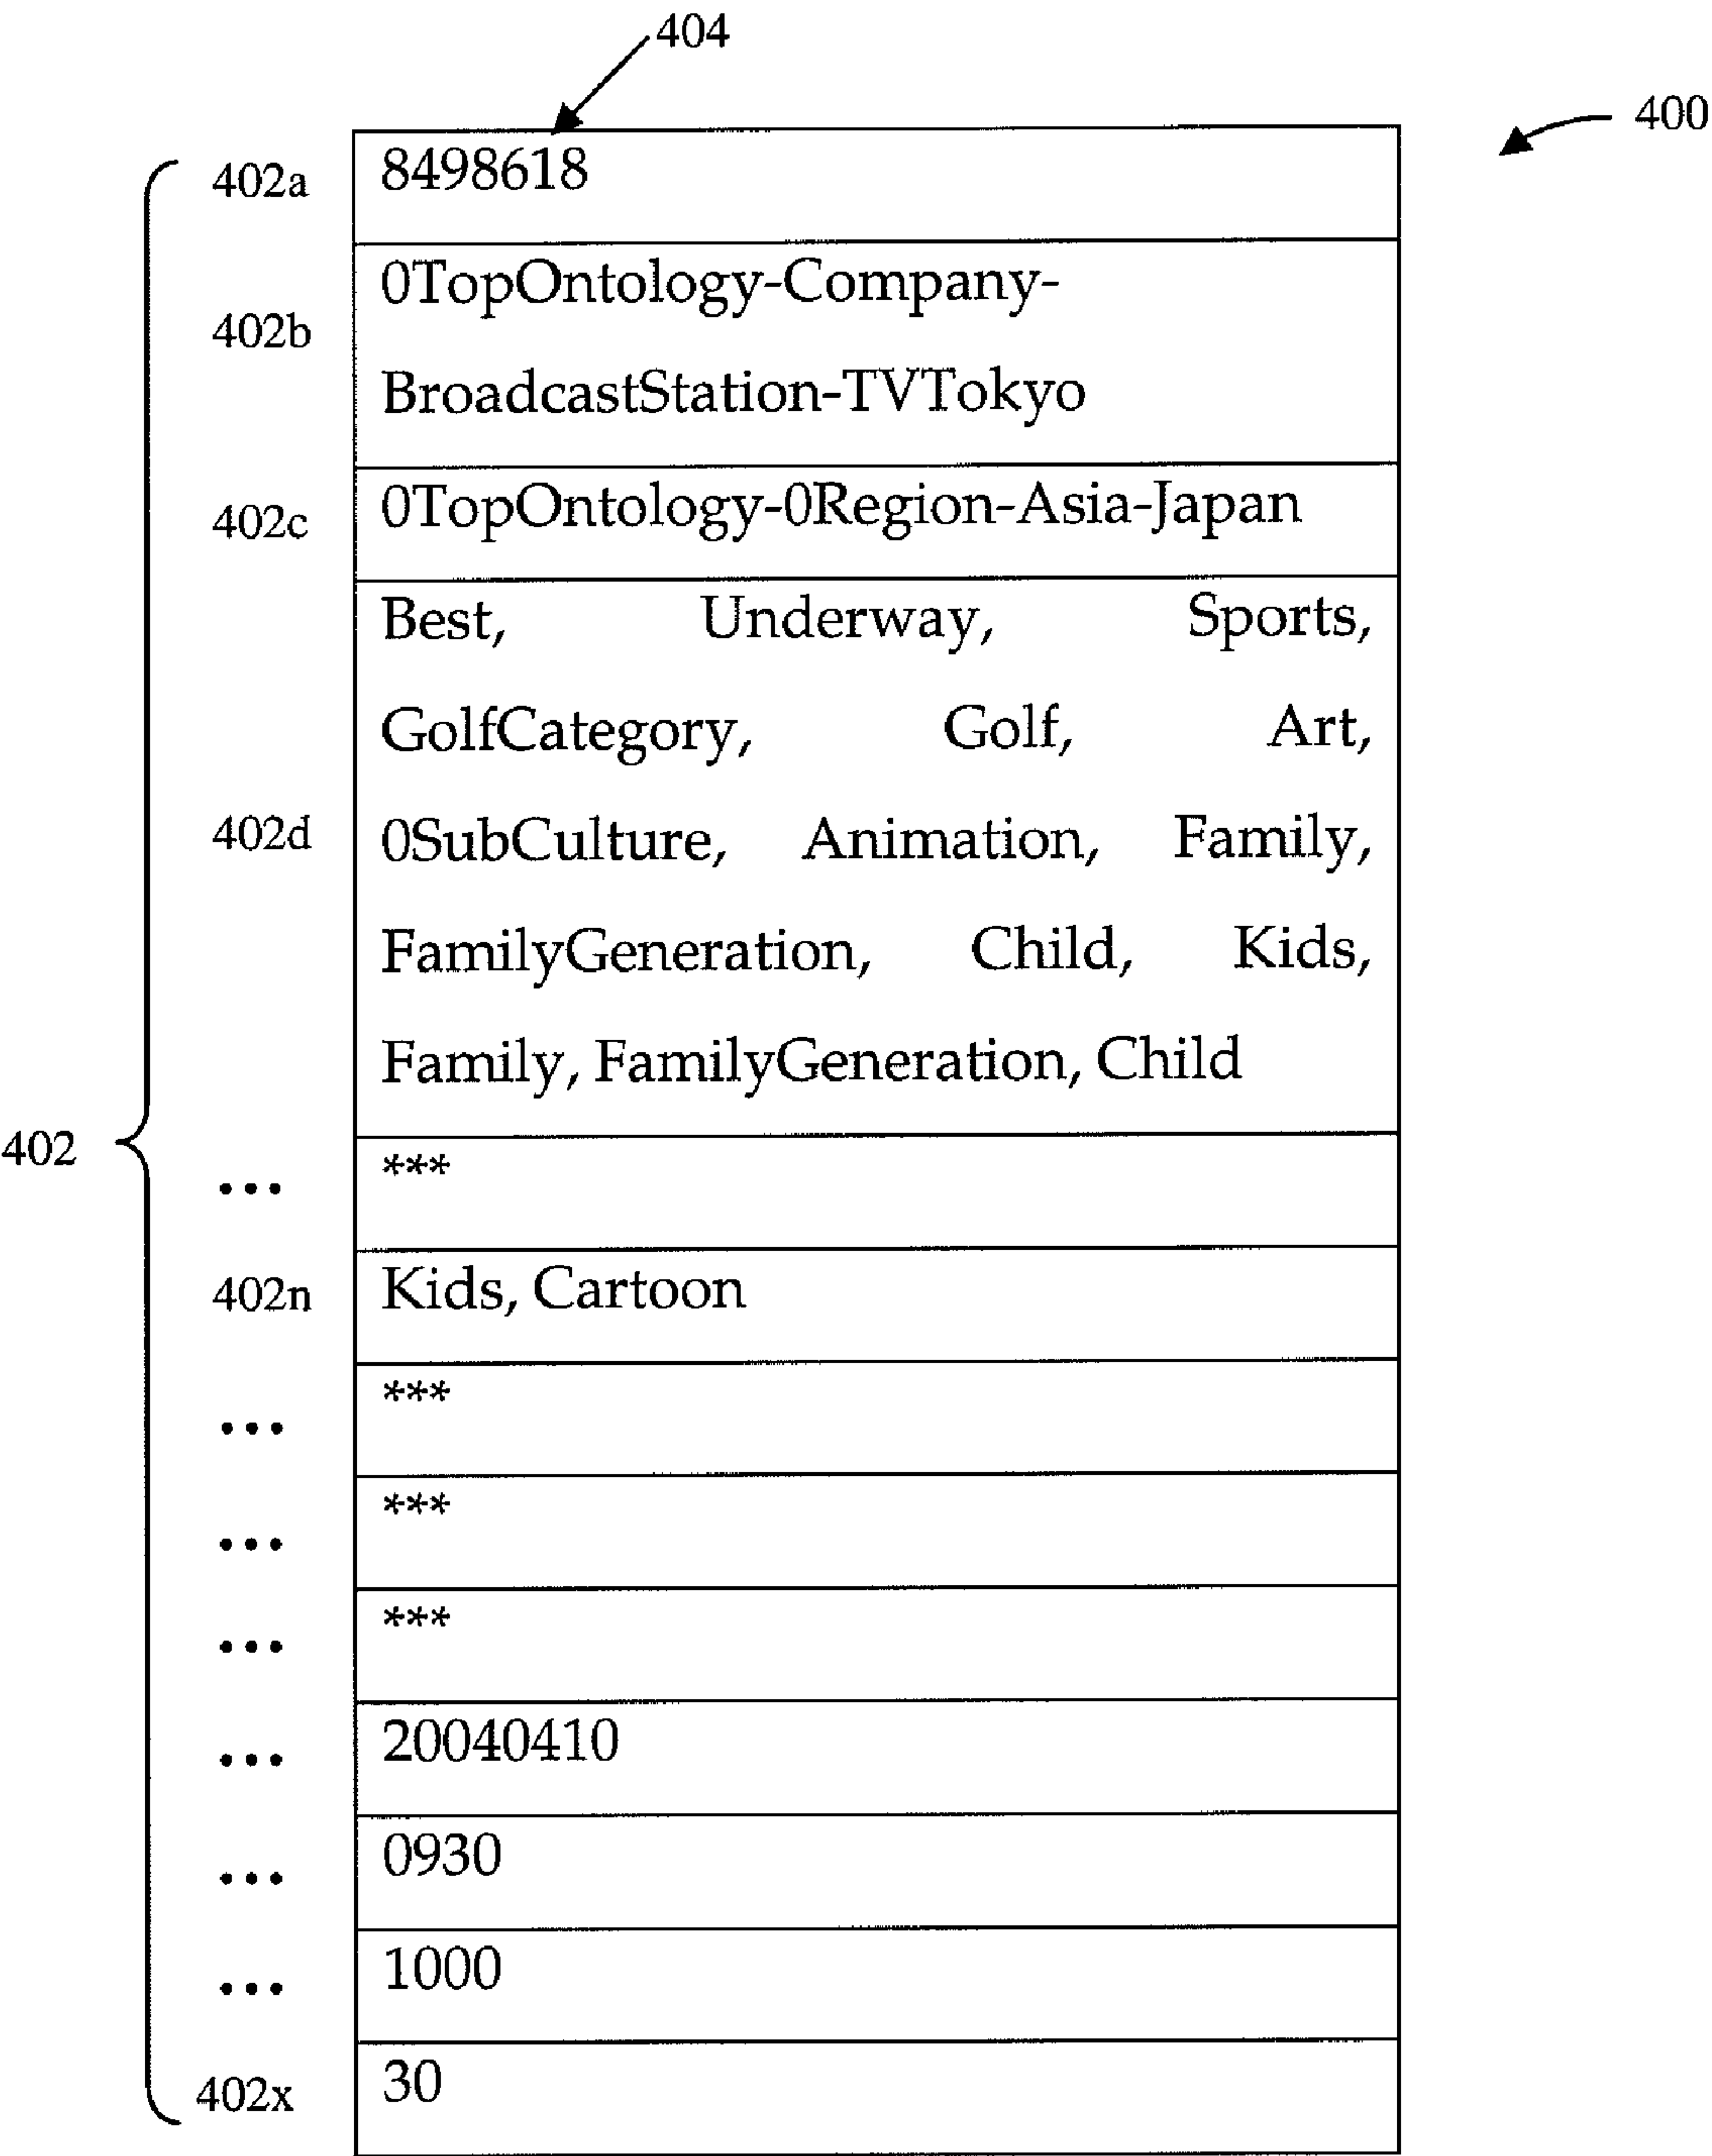 404
400
402a 8498618
0TopOntology-Company-
402b
BroadcastStation-TVTokyo
402c 0TopOntology-0Region-Asia-Japan
Best, Underway, Sports,
GolfCategory, Golf, Art,
402d 0SubCulture, Animation, Family,
FamilyGeneration, Child, Kids,
Family, FamilyGeneration, Child
402
... ***
402n Kids, Cartoon
... ***
... ***
... ***
... 20040410
... 0930
... 1000
402x 30